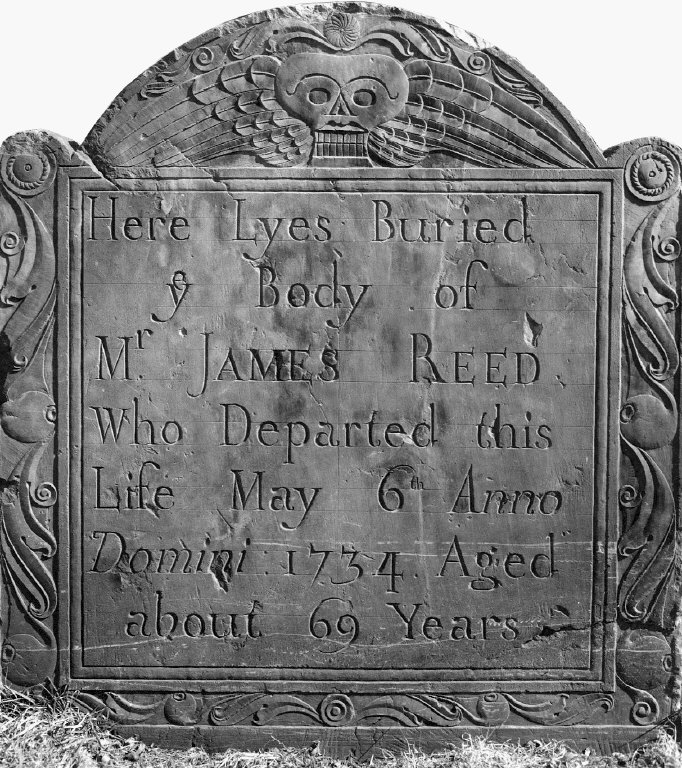 Here Lyes Buried
yͤ Body of
Mʳ. JAMES REED.
Who Departed this
Life May 6ᵗʰ Anno
Domini 1734. Aged
about 69 Years.